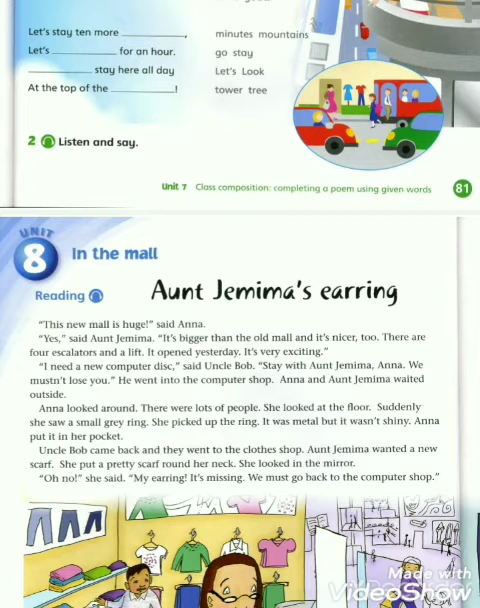 Let's stay ten more ____________, minutes mountains
Let's ____________ for an hour. go stay
____________ stay here all day Let's Look
At the top of the ____________! tower tree
2 Listen and say.
Unit 7 Class composition: completing a poem using given words 81
UNIT
8 In the mall
Reading Aunt Jemima's earring
"This new mall is huge!" said Anna.
"Yes," said Aunt Jemima. "It's bigger than the old mall and it's nicer, too. There are
four escalators and a lift. It opened yesterday. It's very exciting."
"I need a new computer disc," said Uncle Bob. "Stay with Aunt Jemima, Anna. We
mustn't lose you." He went into the computer shop. Anna and Aunt Jemima waited
outside.
Anna looked around. There were lots of people. She looked at the floor. Suddenly
she saw a small grey ring. She picked up the ring. It was metal but it wasn't shiny. Anna
put it in her pocket.
Uncle Bob came back and they went to the clothes shop. Aunt Jemima wanted a new
scarf. She put a pretty scarf round her neck. She looked in the mirror.
"Oh no!" she said. "My earring! It's missing. We must go back to the computer shop."
Made with
VideoShow